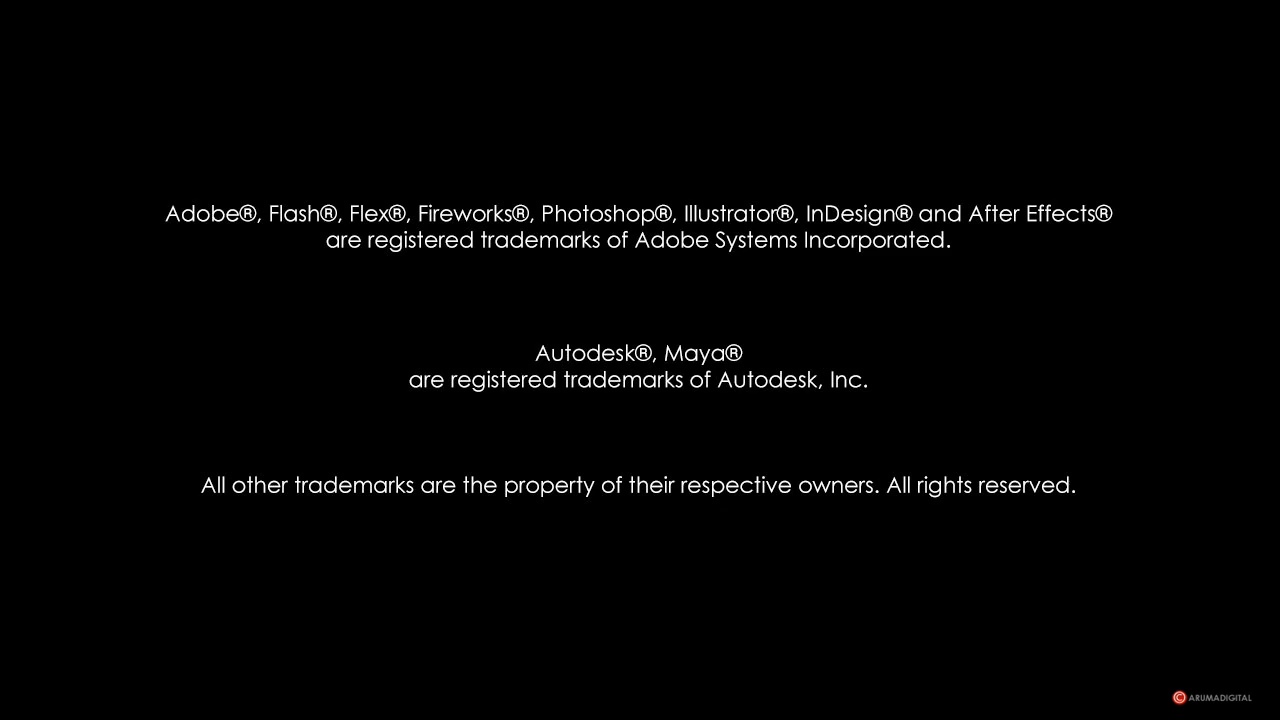 Adobe®, Flash®, Flex®, Fireworks®, Photoshop®, Illustrator®, InDesign® and After Effects®
are registered trademarks of Adobe Systems Incorporated.
Autodesk®, Maya®
are registered trademarks of Autodesk, Inc.
All other trademarks are the property of their respective owners. All rights reserved.
© ARUMADIGITAL